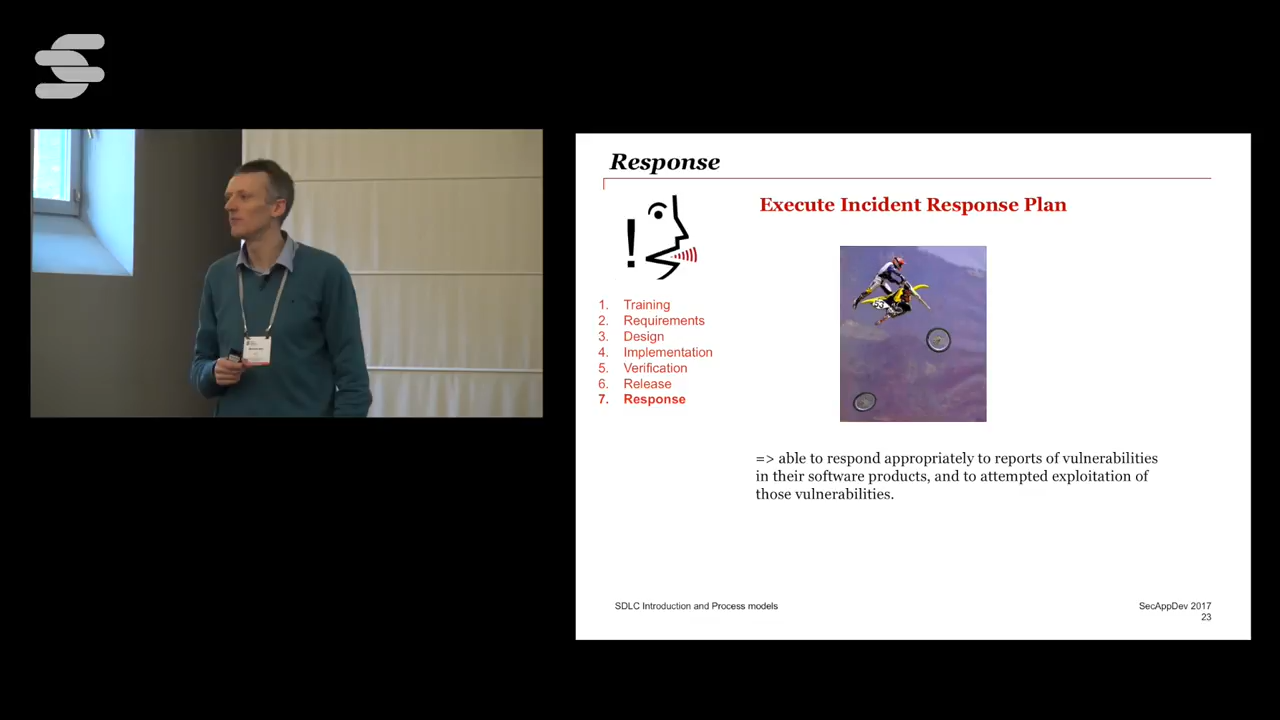 Response
Execute Incident Response Plan
1. Training
2. Requirements
3. Design
4. Implementation
5. Verification
6. Release
7. Response
=> able to respond appropriately to reports of vulnerabilities
in their software products, and to attempted exploitation of
those vulnerabilities.
SDLC Introduction and Process models
SecAppDev 2017
23